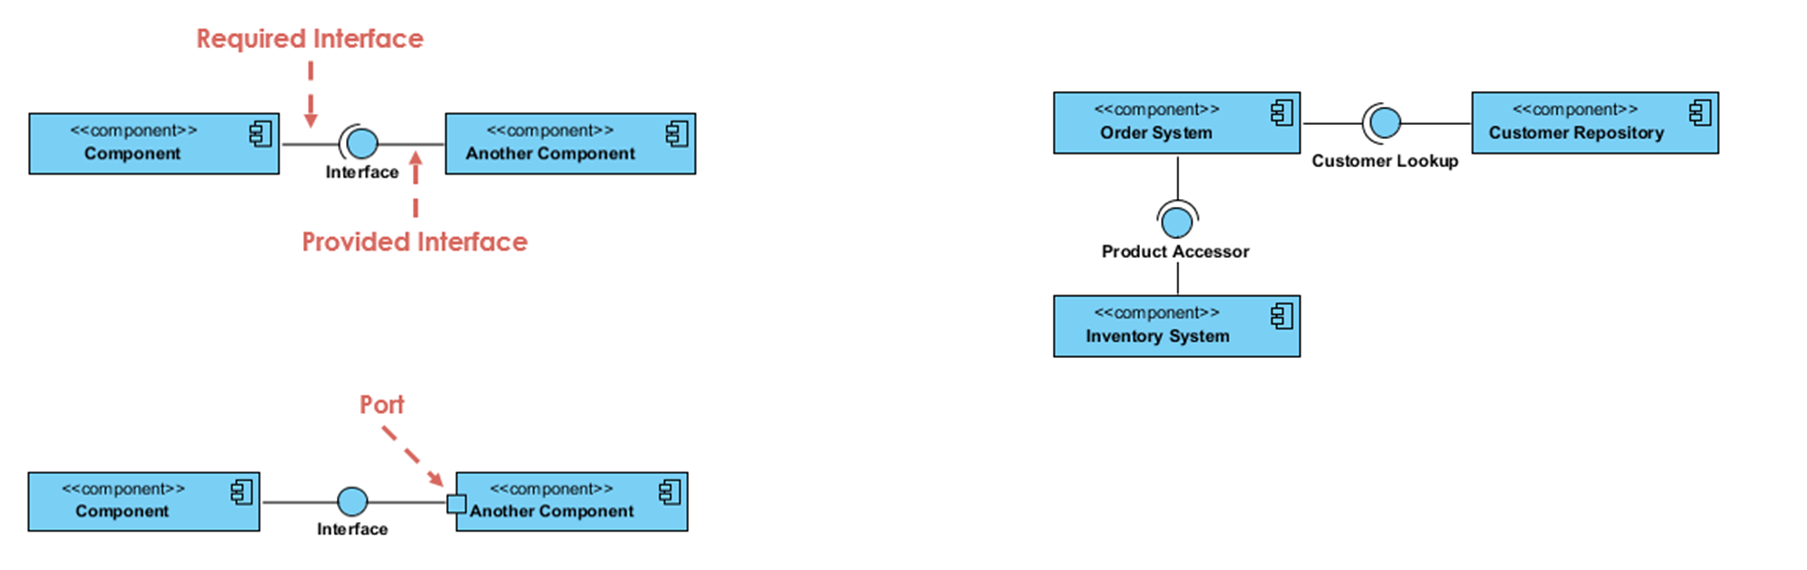 Required Interface
<<component>>
Component
<<component>>
Another Component
Interface
Provided Interface
<<component>>
Order System
<<component>>
Customer Repository
Customer Lookup
Product Accessor
<<component>>
Inventory System
Port
<<component>>
Component
<<component>>
Another Component
Interface